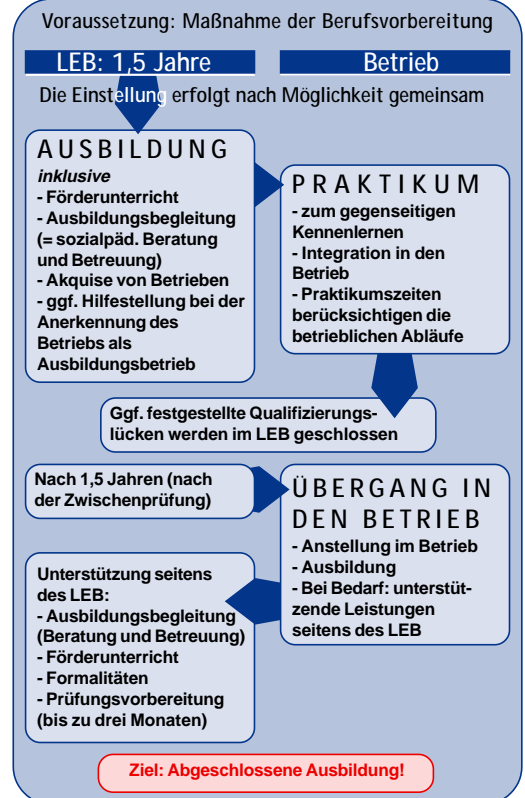 Voraussetzung: Maßnahme der Berufsvorbereitung
LEB: 1,5 Jahre
Betrieb
Die Einstellung erfolgt nach Möglichkeit gemeinsam
AUSBILDUNG
inklusive
- Förderunterricht
- Ausbildungsbegleitung
(= sozialpäd. Beratung
und Betreuung)
- Akquise von Betrieben
- ggf. Hilfestellung bei der
Anerkennung des
Betriebs als
Ausbildungsbetrieb
PRAKTIKUM
- zum gegenseitigen
Kennenlernen
- Integration in den
Betrieb
- Praktikumszeiten
berücksichtigen die
betrieblichen Abläufe
Ggf. festgestellte Qualifizierungs-
lücken werden im LEB geschlossen
Nach 1,5 Jahren (nach
der Zwischenprüfung)
ÜBERGANG IN
DEN BETRIEB
- Anstellung im Betrieb
- Ausbildung
- Bei Bedarf: unterstüt-
zende Leistungen
seitens des LEB
Unterstützung seitens
des LEB:
- Ausbildungsbegleitung
(Beratung und Betreuung)
- Förderunterricht
- Formalitäten
- Prüfungsvorbereitung
(bis zu drei Monaten)
Ziel: Abgeschlossene Ausbildung!